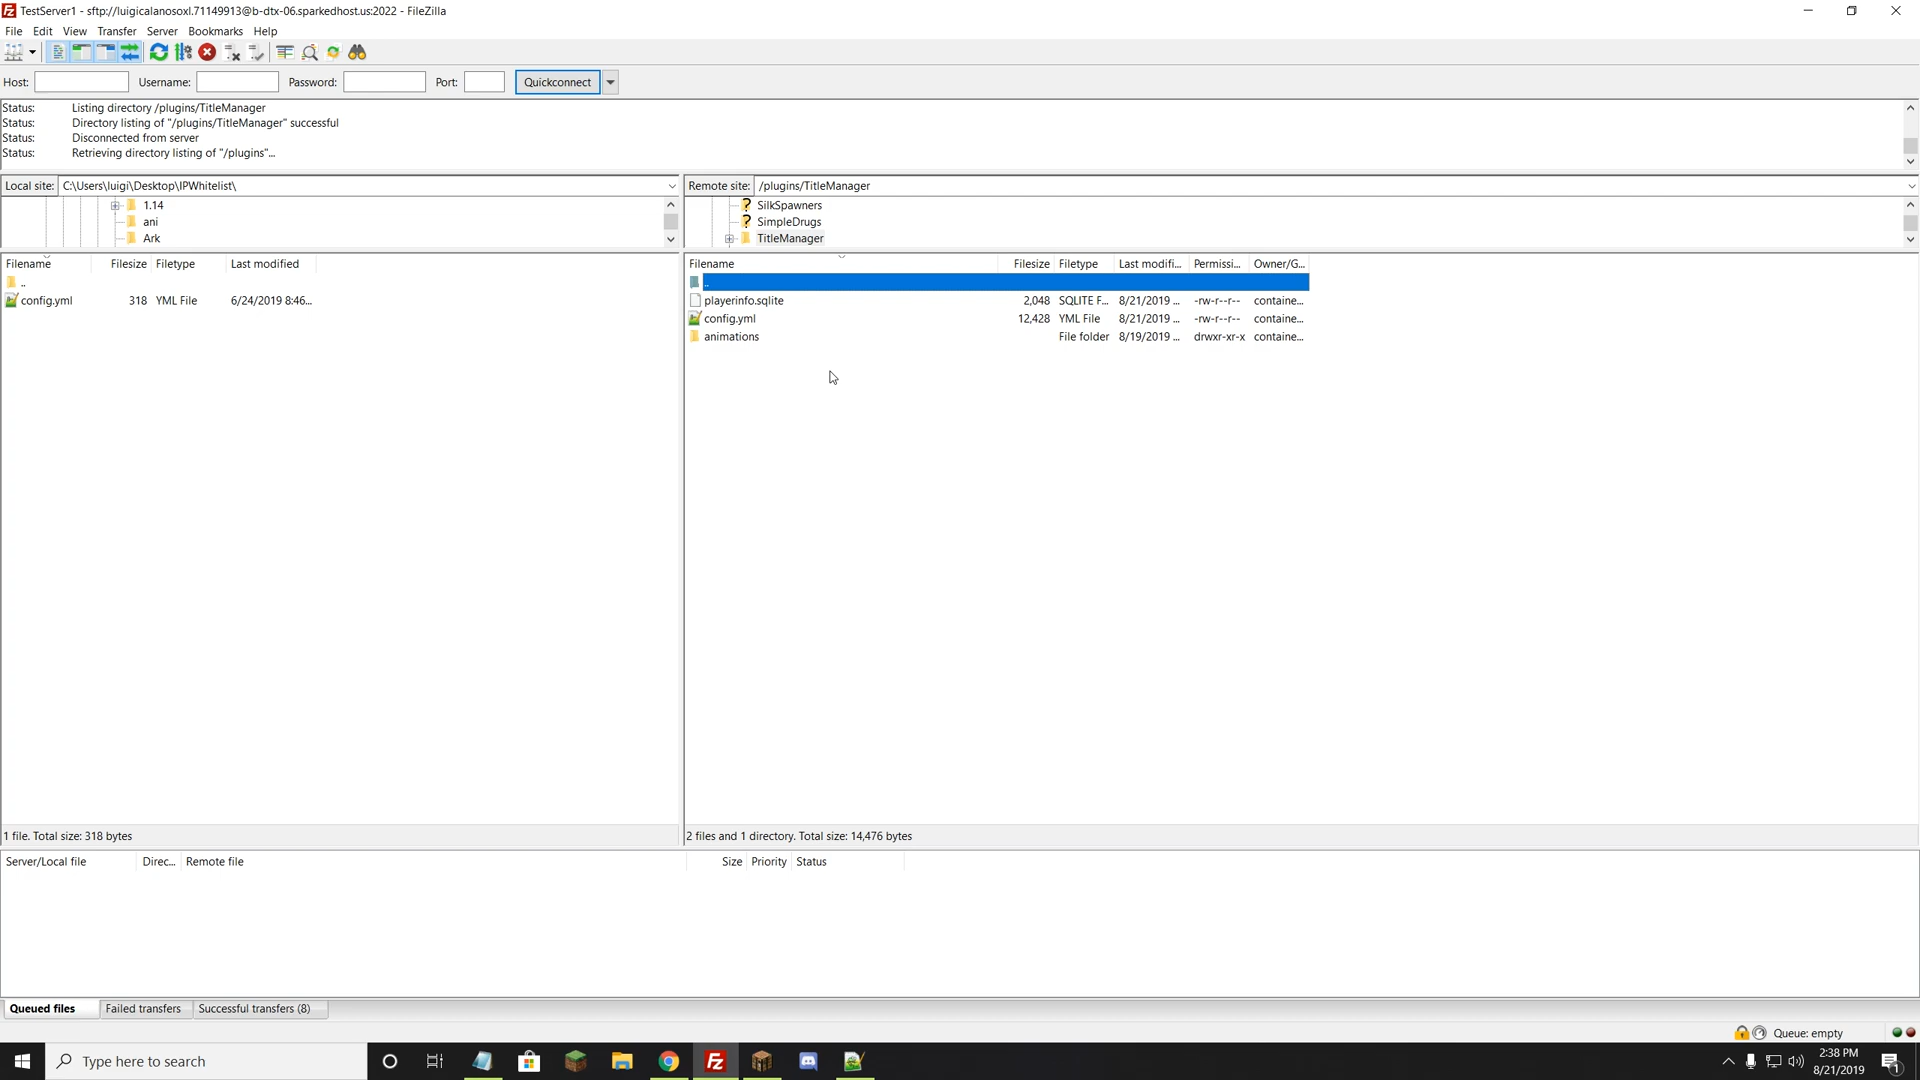 TestServer1 - sftp://luigicalanosoxl.71149913@b-dtx-06.sparkedhost.us:2022 - FileZilla
File Edit View Transfer Server Bookmarks Help
Host: Username: Password: Port: Quickconnect
Status: Listing directory /plugins/TitleManager
Status: Directory listing of "/plugins/TitleManager" successful
Status: Disconnected from server
Status: Retrieving directory listing of "/plugins"...
Local site: C:\Users\luigi\Desktop\IPWhitelist\
1.14
ani
Ark
Filename Filesize Filetype Last modified
..
config.yml 318 YML File 6/24/2019 8:46...
1 file. Total size: 318 bytes
Remote site: /plugins/TitleManager
SilkSpawners
SimpleDrugs
TitleManager
Filename Filesize Filetype Last modifi... Permissi... Owner/G...
..
playerinfo.sqlite 2,048 SQLITE F... 8/21/2019 ... -rw-r--r-- containe...
config.yml 12,428 YML File 8/21/2019 ... -rw-r--r-- containe...
animations File folder 8/19/2019 ... drwxr-xr-x containe...
2 files and 1 directory. Total size: 14,476 bytes
Server/Local file Direc... Remote file Size Priority Status
Queued files Failed transfers Successful transfers (8)
Queue: empty
Type here to search
2:38 PM
8/21/2019
1